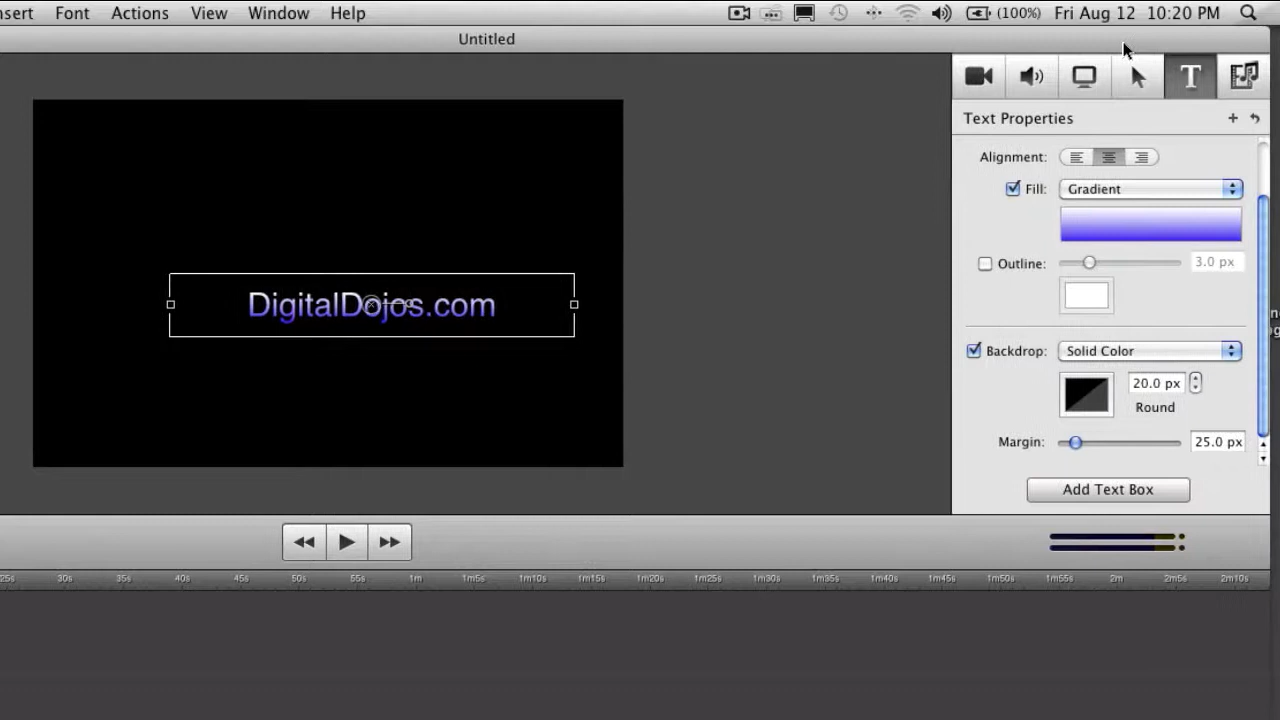 nsert Font Actions View Window Help (100%) Fri Aug 12 10:20 PM
Untitled
T
Text Properties +
Alignment:
Fill: Gradient
Outline: 3.0 px
DigitalDojos.com
Backdrop: Solid Color
20.0 px
Round
Margin: 25.0 px
Add Text Box
25s 30s 35s 40s 45s 50s 55s 1m 1m5s 1m10s 1m15s 1m20s 1m25s 1m30s 1m35s 1m40s 1m45s 1m50s 1m55s 2m 2m5s 2m10s